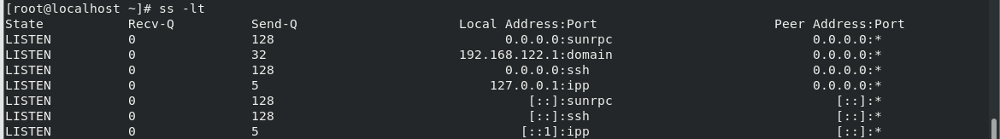 [root@localhost ~]# ss -lt
State Recv-Q Send-Q Local Address:Port Peer Address:Port
LISTEN 0 128 0.0.0.0:sunrpc 0.0.0.0:*
LISTEN 0 32 192.168.122.1:domain 0.0.0.0:*
LISTEN 0 128 0.0.0.0:ssh 0.0.0.0:*
LISTEN 0 5 127.0.0.1:ipp 0.0.0.0:*
LISTEN 0 128 [::]:sunrpc [::]:*
LISTEN 0 128 [::]:ssh [::]:*
LISTEN 0 5 [::1]:ipp [::]:*